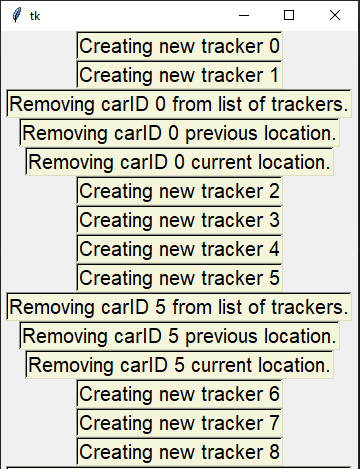 tk
Creating new tracker 0
Creating new tracker 1
Removing carID 0 from list of trackers.
Removing carID 0 previous location.
Removing carID 0 current location.
Creating new tracker 2
Creating new tracker 3
Creating new tracker 4
Creating new tracker 5
Removing carID 5 from list of trackers.
Removing carID 5 previous location.
Removing carID 5 current location.
Creating new tracker 6
Creating new tracker 7
Creating new tracker 8